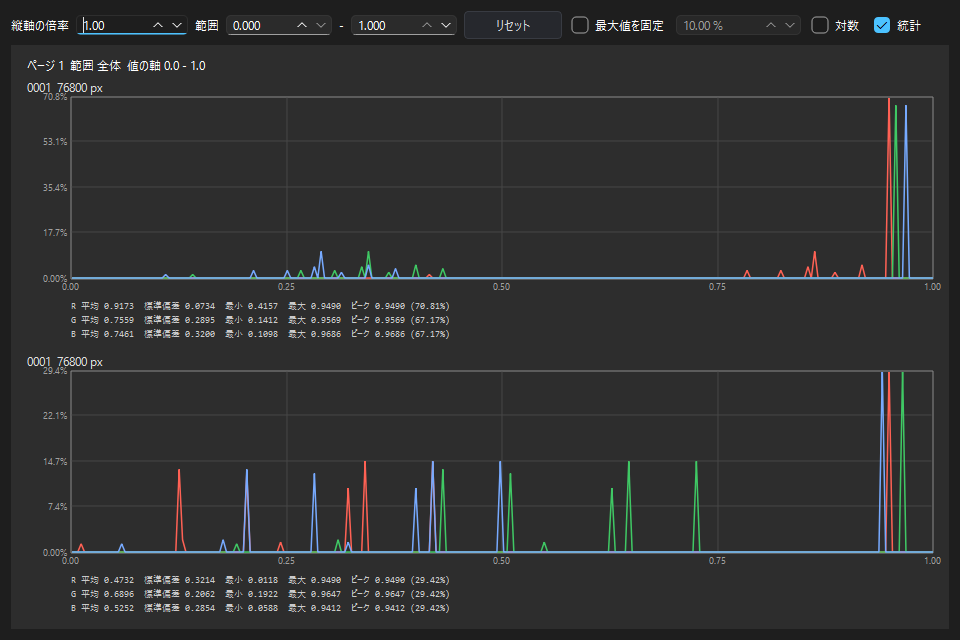 縦軸の倍率 1.00 範囲 0.000 - 1.000 リセット 最大値を固定 10.00 % 対数 統計
ページ 1 範囲 全体 値の軸 0.0 - 1.0
0001_76800 px
70.8%
53.1%
35.4%
17.7%
0.00%
0.00 0.25 0.50 0.75 1.00
R 平均 0.9173 標準偏差 0.0734 最小 0.4157 最大 0.9490 ピーク 0.9490 (70.81%)
G 平均 0.7559 標準偏差 0.2895 最小 0.1412 最大 0.9569 ピーク 0.9569 (67.17%)
B 平均 0.7461 標準偏差 0.3200 最小 0.1098 最大 0.9686 ピーク 0.9686 (67.17%)
0001_76800 px
29.4%
22.1%
14.7%
7.4%
0.00%
0.00 0.25 0.50 0.75 1.00
R 平均 0.4732 標準偏差 0.3214 最小 0.0118 最大 0.9490 ピーク 0.9490 (29.42%)
G 平均 0.6896 標準偏差 0.2062 最小 0.1922 最大 0.9647 ピーク 0.9647 (29.42%)
B 平均 0.5252 標準偏差 0.2854 最小 0.0588 最大 0.9412 ピーク 0.9412 (29.42%)